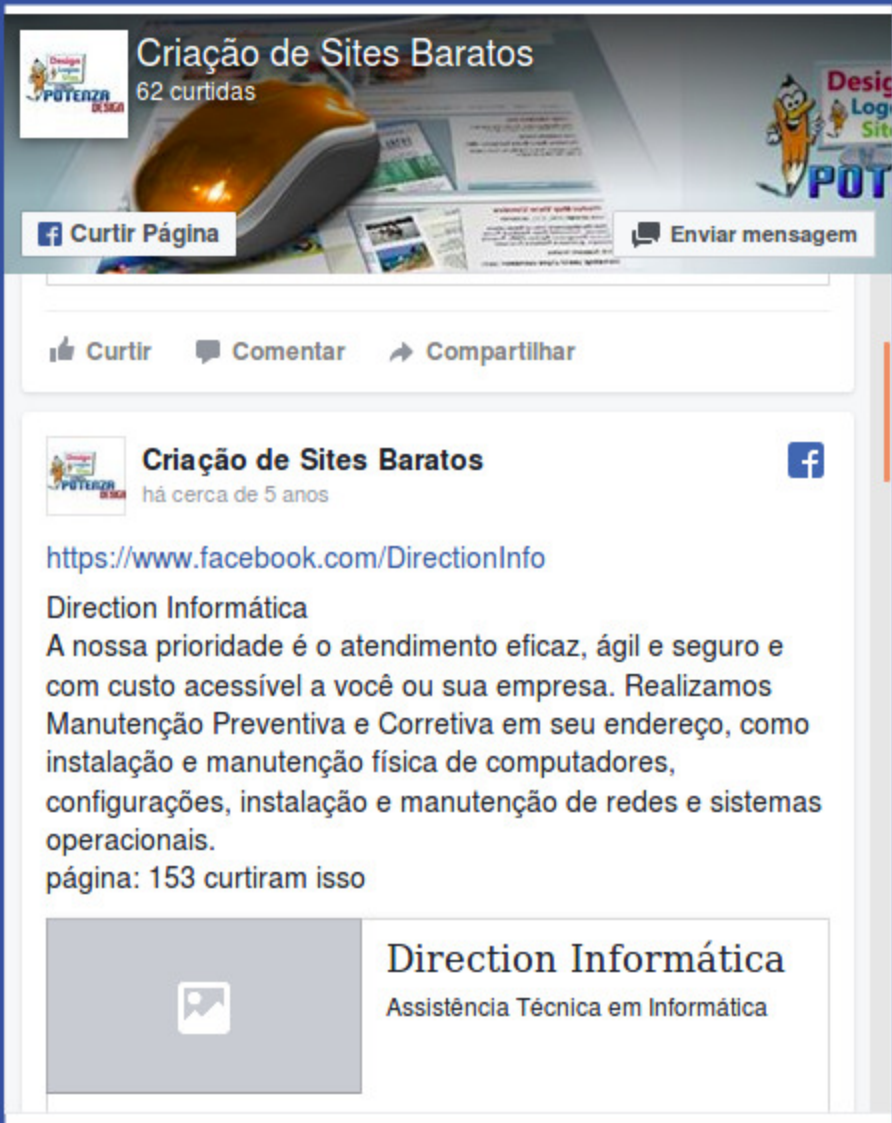 Criação de Sites Baratos
62 curtidas
Design
POTENZA
DESIGN
Curtir Página
Enviar mensagem
Curtir
Comentar
Compartilhar
Criação de Sites Baratos
há cerca de 5 anos
https://www.facebook.com/DirectionInfo
Direction Informática
A nossa prioridade é o atendimento eficaz, ágil e seguro e
com custo acessível a você ou sua empresa. Realizamos
Manutenção Preventiva e Corretiva em seu endereço, como
instalação e manutenção física de computadores,
configurações, instalação e manutenção de redes e sistemas
operacionais.
página: 153 curtiram isso
Direction Informática
Assistência Técnica em Informática